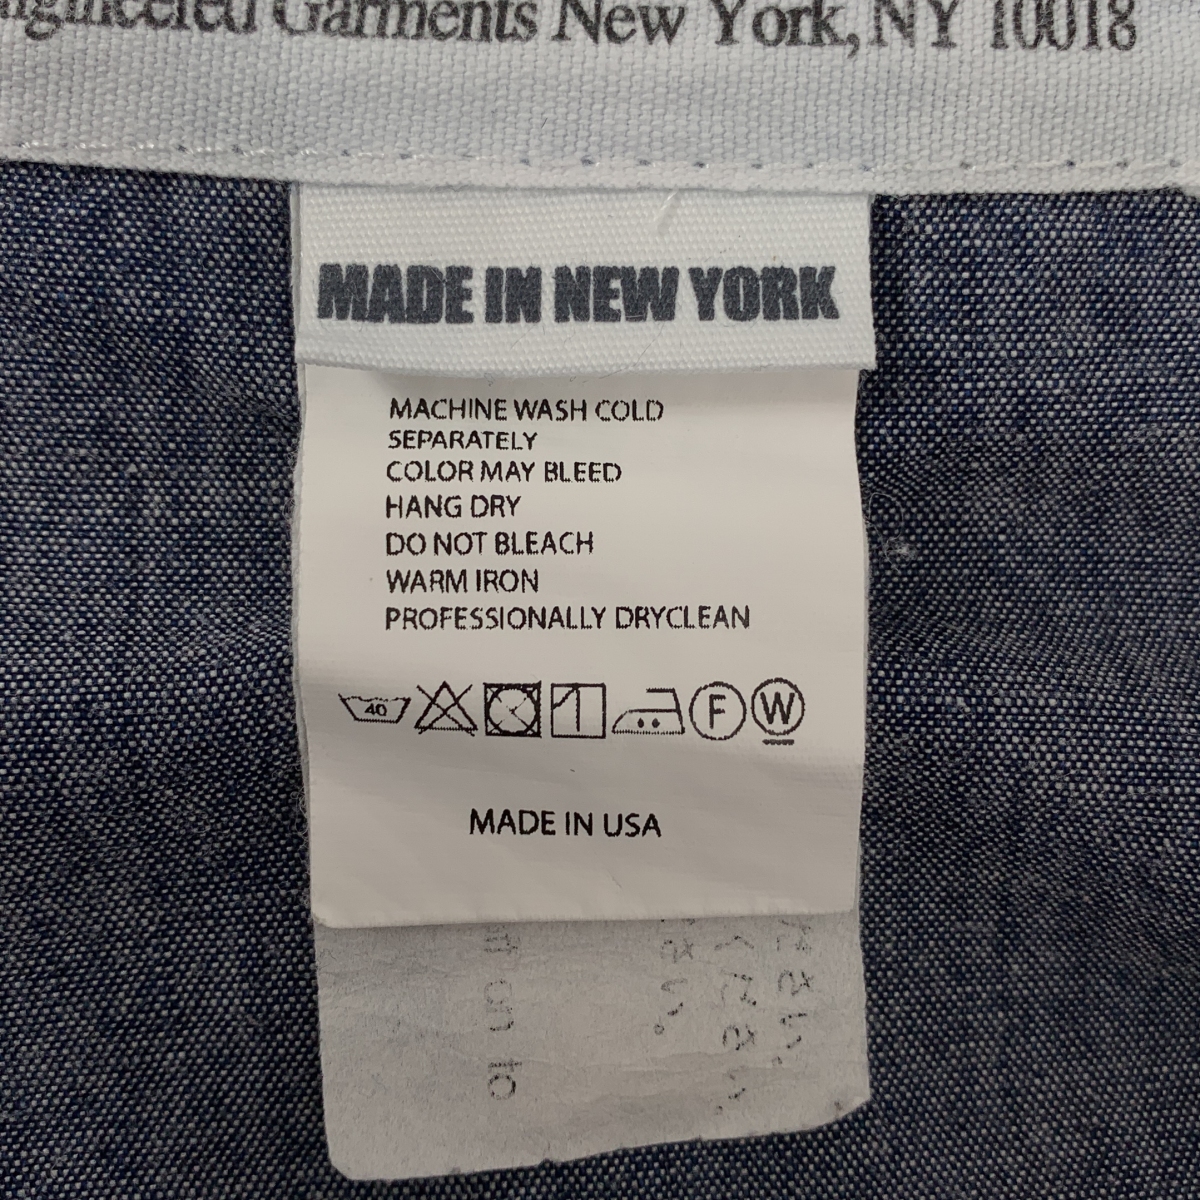 Garments New York, NY 10018
MADE IN NEW YORK
MACHINE WASH COLD
SEPARATELY
COLOR MAY BLEED
HANG DRY
DO NOT BLEACH
WARM IRON
PROFESSIONALLY DRYCLEAN
40 F W
MADE IN USA